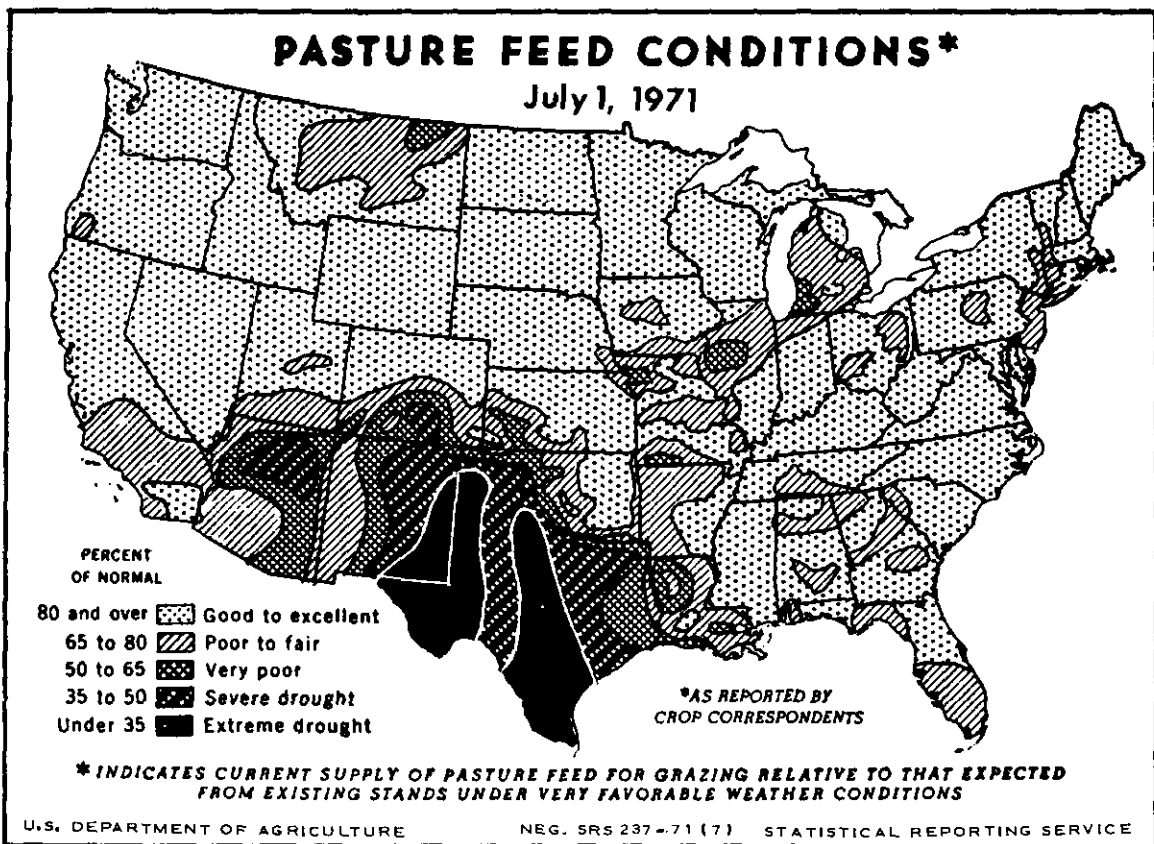 PASTURE FEED CONDITIONS*
July 1, 1971
PERCENT
OF NORMAL
80 and over Good to excellent
65 to 80 Poor to fair
50 to 65 Very poor
35 to 50 Severe drought
Under 35 Extreme drought
*AS REPORTED BY
CROP CORRESPONDENTS
* INDICATES CURRENT SUPPLY OF PASTURE FEED FOR GRAZING RELATIVE TO THAT EXPECTED
FROM EXISTING STANDS UNDER VERY FAVORABLE WEATHER CONDITIONS
U.S. DEPARTMENT OF AGRICULTURE NEG. SRS 237-71 (7) STATISTICAL REPORTING SERVICE